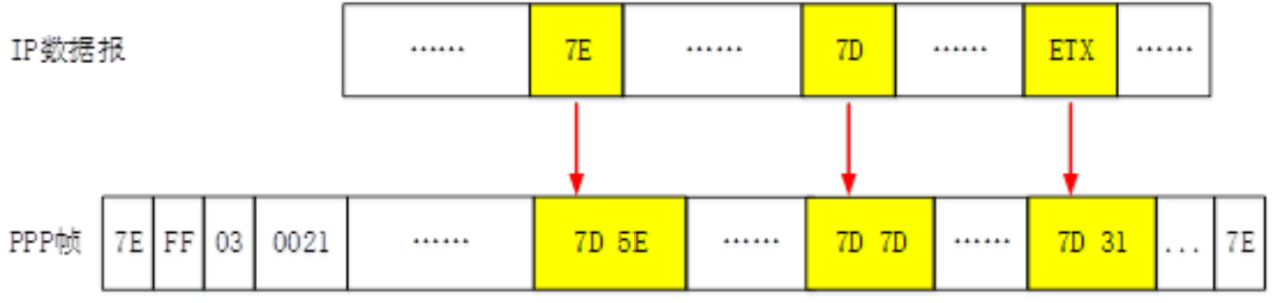 IP数据报 ...... 7E ...... 7D ...... ETX ......
PPP帧 7E FF 03 0021 ...... 7D 5E ...... 7D 7D ...... 7D 31 ... 7E